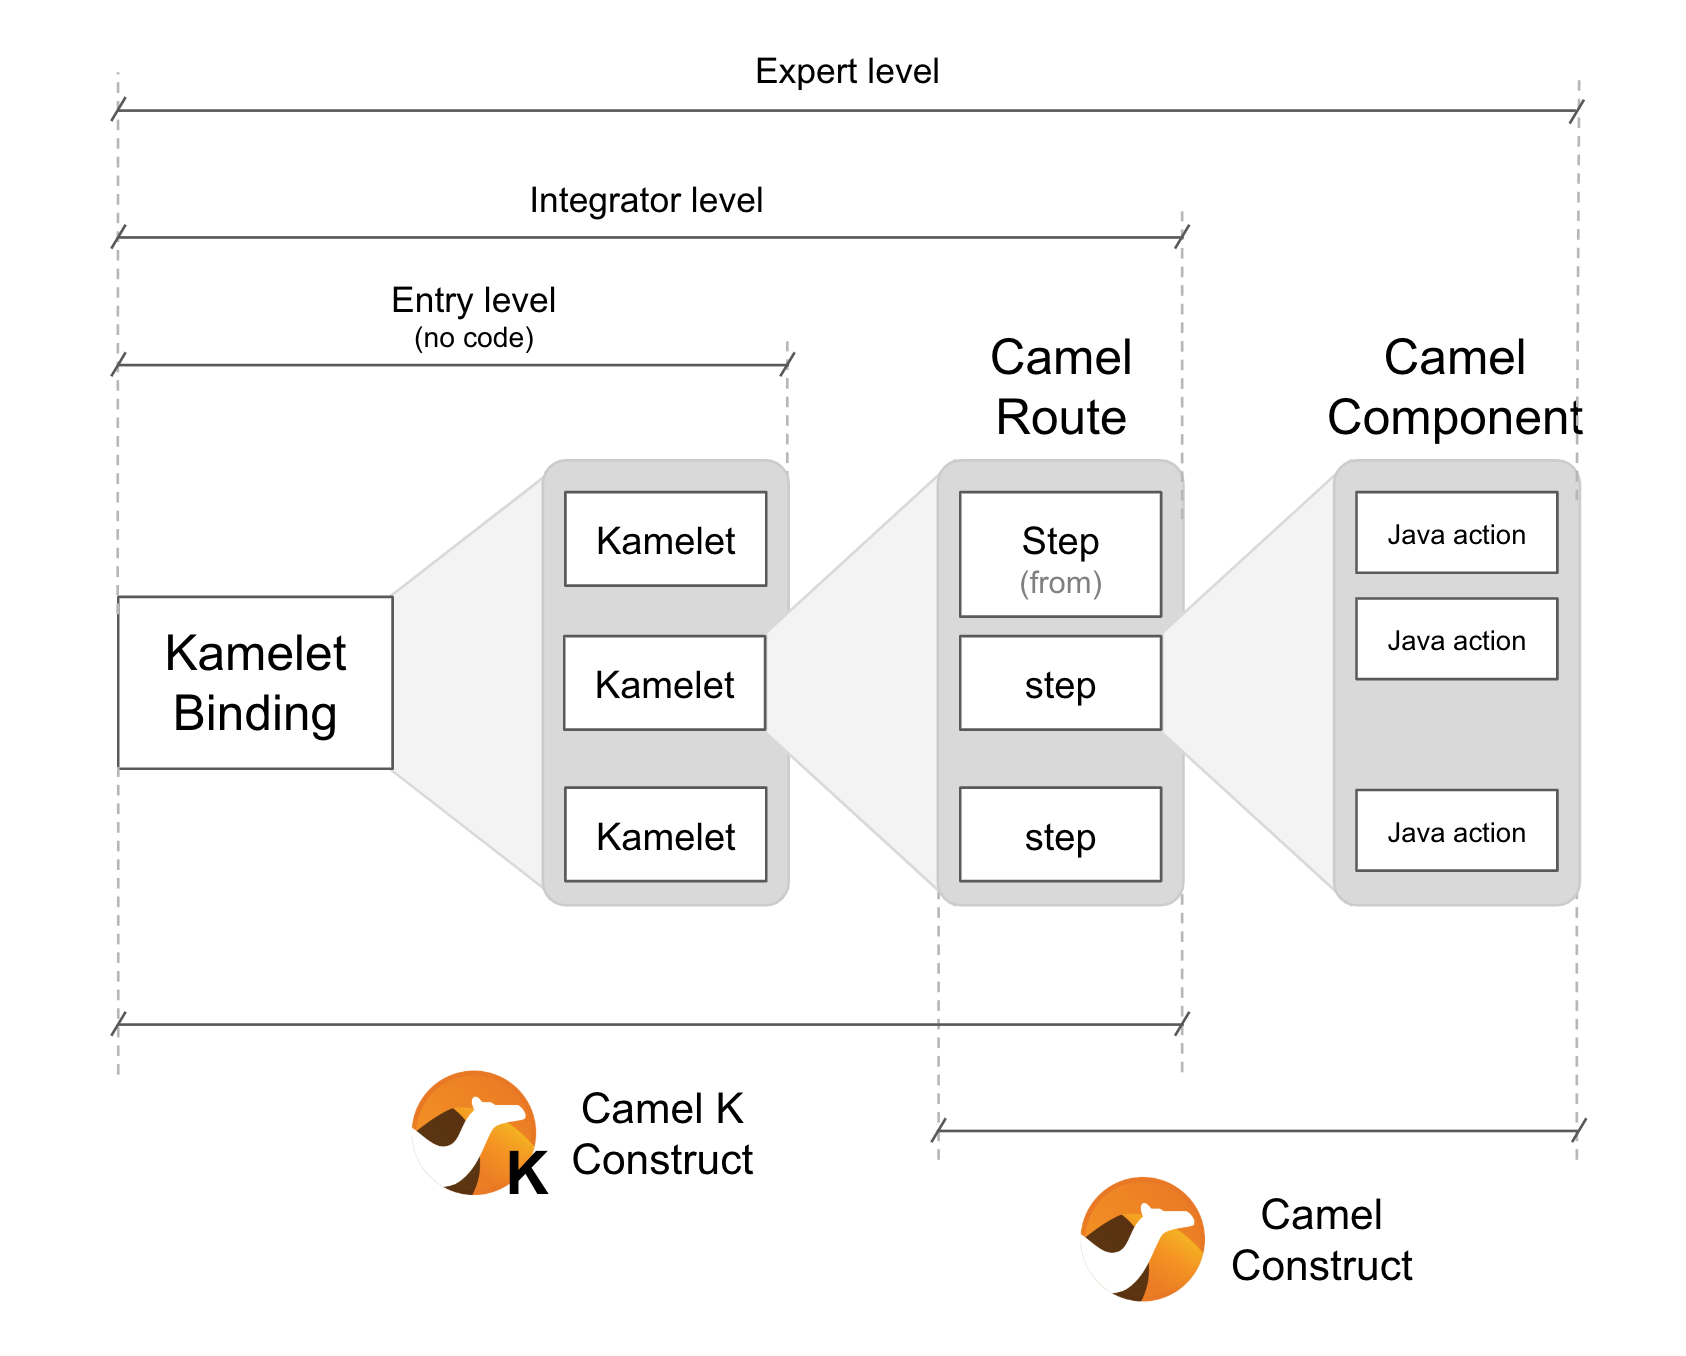 Expert level
Integrator level
Entry level
(no code)
Camel
Route
Camel
Component
Kamelet
Binding
Kamelet
Kamelet
Kamelet
Step
(from)
step
step
Java action
Java action
Java action
K
Camel K
Construct
Camel
Construct